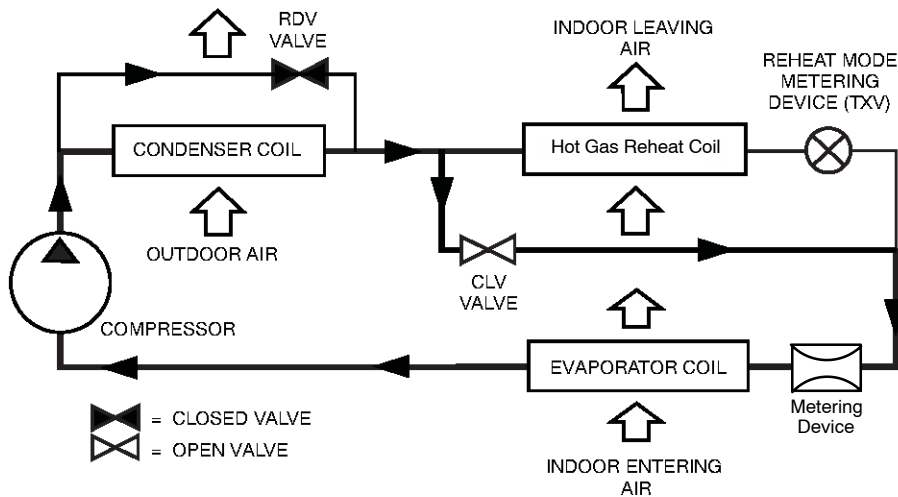 RDV
VALVE
INDOOR LEAVING
AIR
REHEAT MODE
METERING
DEVICE (TXV)
CONDENSER COIL
Hot Gas Reheat Coil
OUTDOOR AIR
CLV
VALVE
COMPRESSOR
EVAPORATOR COIL
Metering
Device
= CLOSED VALVE
= OPEN VALVE
INDOOR ENTERING
AIR